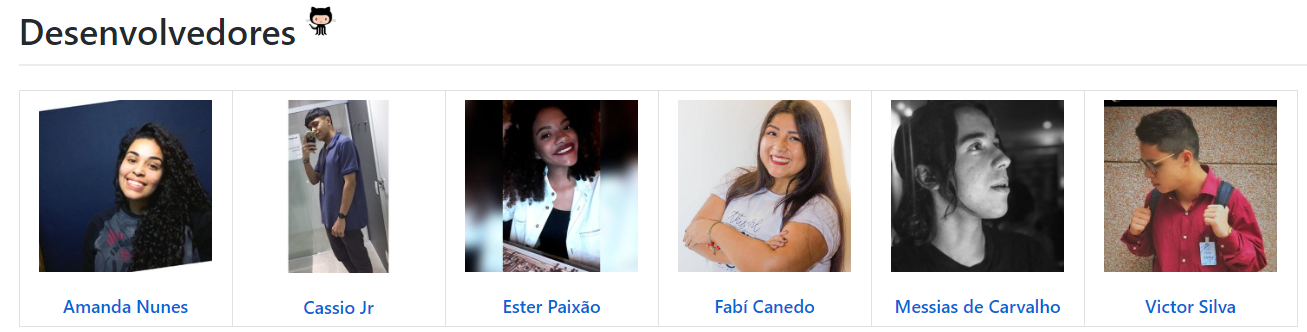 Desenvolvedores
Amanda Nunes
Cassio Jr
Ester Paixão
Fabí Canedo
Messias de Carvalho
Victor Silva